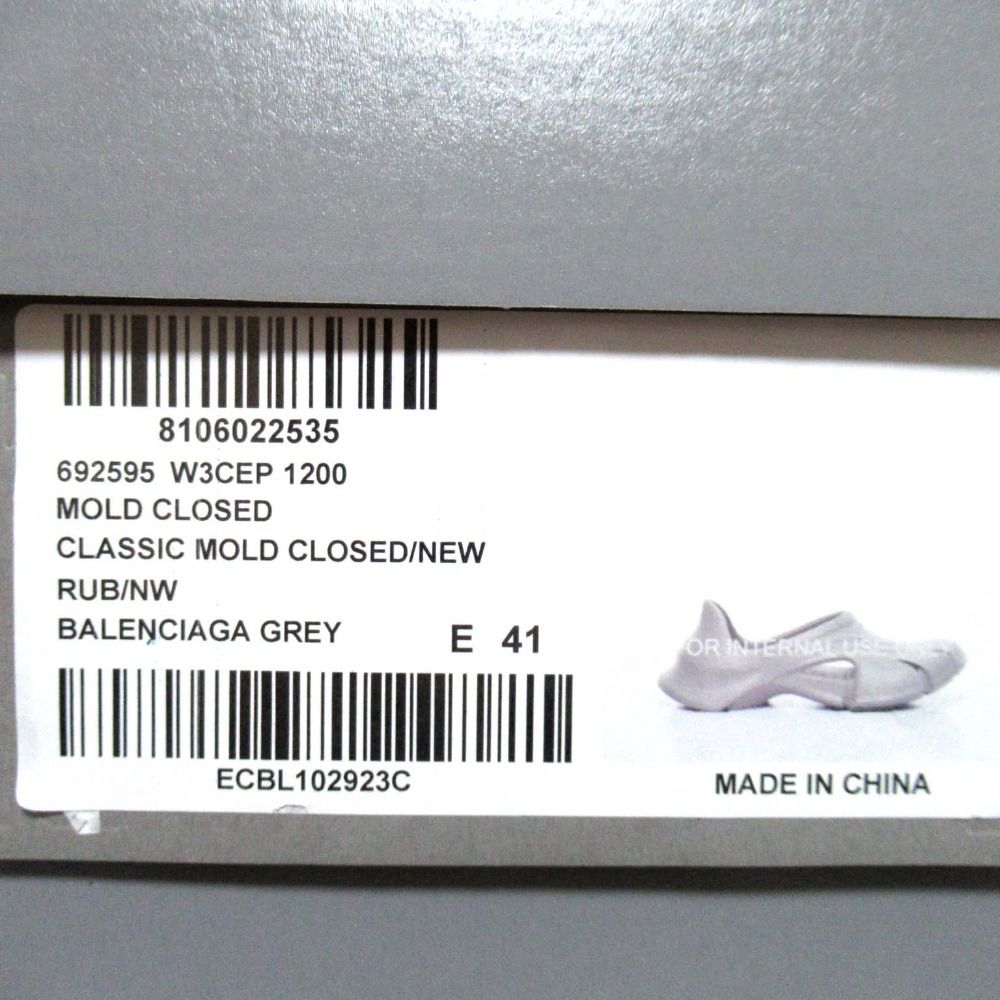 8106022535
692595 W3CEP 1200
MOLD CLOSED
CLASSIC MOLD CLOSED/NEW
RUB/NW
BALENCIAGA GREY E 41
ECBL102923C
FOR INTERNAL USE ONLY
MADE IN CHINA